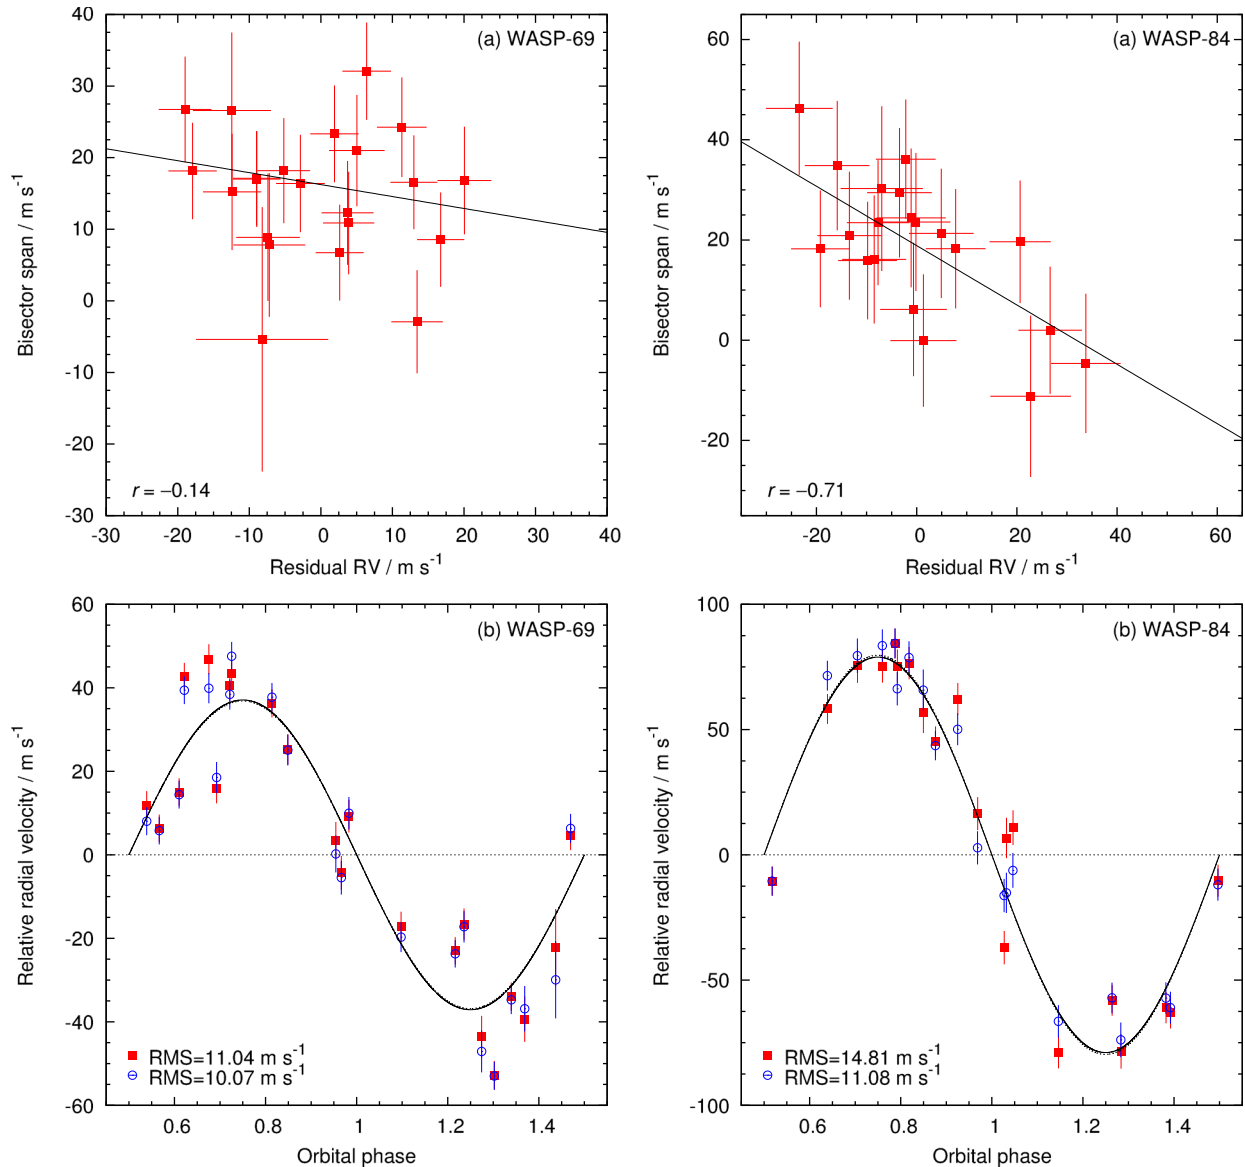 (a) WASP-69
Bisector span / m s⁻¹
40
30
20
10
0
-10
-20
-30
r = −0.14
-30 -20 -10 0 10 20 30 40
Residual RV / m s⁻¹
(a) WASP-84
Bisector span / m s⁻¹
60
40
20
0
-20
r = −0.71
-20 0 20 40 60
Residual RV / m s⁻¹
(b) WASP-69
Relative radial velocity / m s⁻¹
60
40
20
0
-20
-40
-60
RMS=11.04 m s⁻¹
RMS=10.07 m s⁻¹
0.6 0.8 1 1.2 1.4
Orbital phase
(b) WASP-84
Relative radial velocity / m s⁻¹
100
50
0
-50
-100
RMS=14.81 m s⁻¹
RMS=11.08 m s⁻¹
0.6 0.8 1 1.2 1.4
Orbital phase